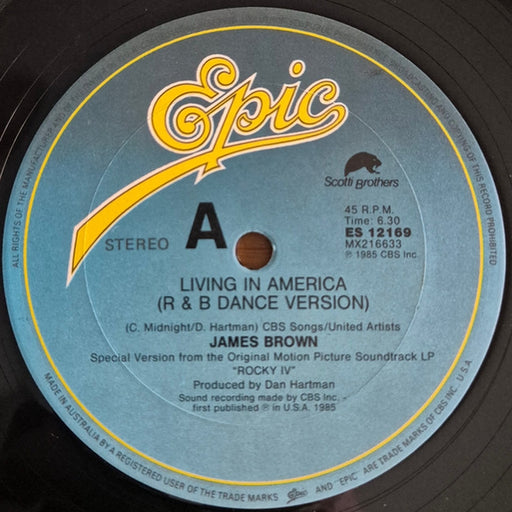 Epic
Scotti Brothers
STEREO
A
45 R.P.M.
Time: 6.30
ES 12169
MX216633
℗ 1985 CBS Inc.
LIVING IN AMERICA
(R & B DANCE VERSION)
(C. Midnight/D. Hartman) CBS Songs/United Artists
JAMES BROWN
Special Version from the Original Motion Picture Soundtrack LP
"ROCKY IV"
Produced by Dan Hartman
Sound recording made by CBS Inc. -
first published ℗ in U.S.A. 1985
ALL RIGHTS OF THE MANUFACTURER AND
COPYING OF THIS RECORD PROHIBITED
MADE IN AUSTRALIA BY A REGISTERED USER OF THE TRADE MARKS Epic AND "EPIC" ARE TRADE MARKS OF CBS INC. U.S.A